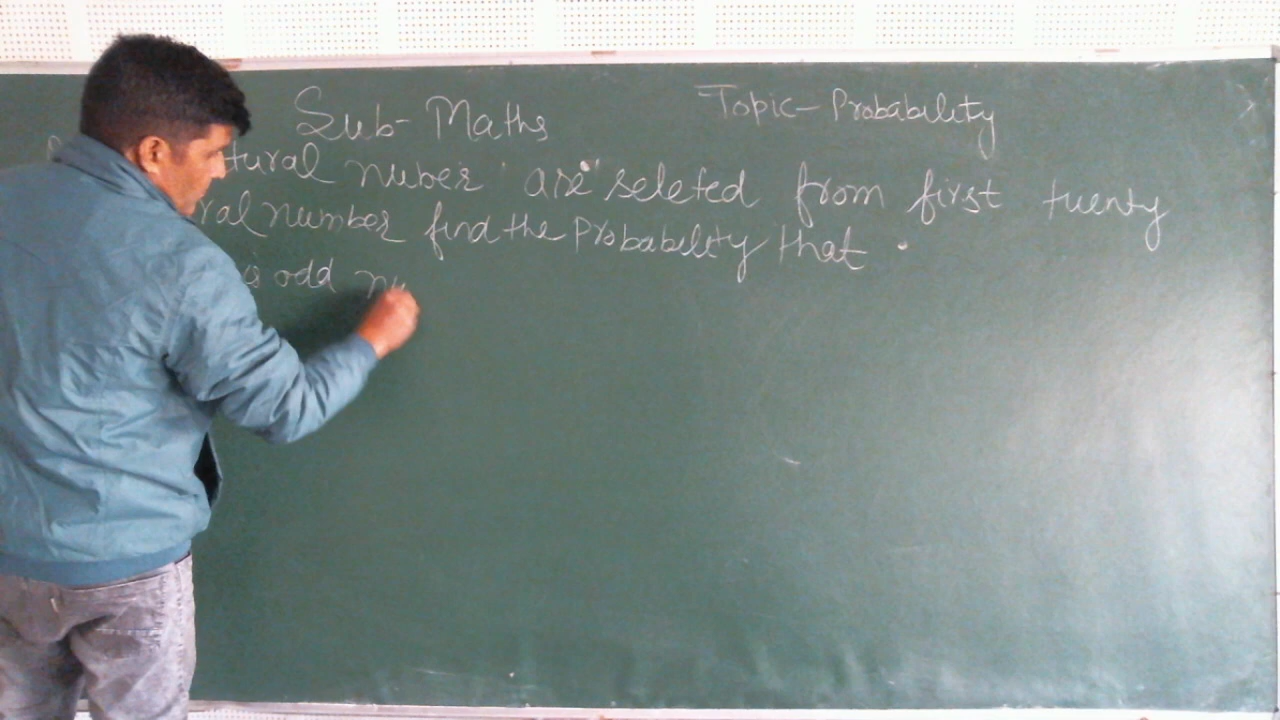 Sub- Maths
Topic- Probability
tural nuber are seleted from first tuenty
ral number find the probability that
is odd nu